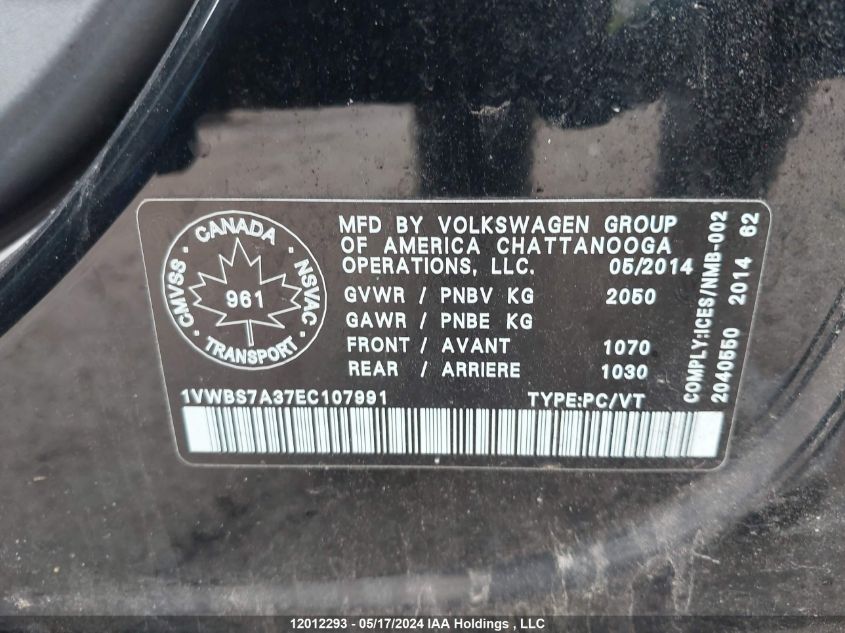 CANADA
CMVSS
NSVAC
961
TRANSPORT
MFD BY VOLKSWAGEN GROUP
OF AMERICA CHATTANOOGA
OPERATIONS, LLC. 05/2014
GVWR / PNBV KG 2050
GAWR / PNBE KG
FRONT / AVANT 1070
REAR / ARRIERE 1030
1VWBS7A37EC107991 TYPE:PC/VT
COMPLY:ICES/NMB-002
2040550 2014 62
12012293 - 05/17/2024 IAA Holdings , LLC